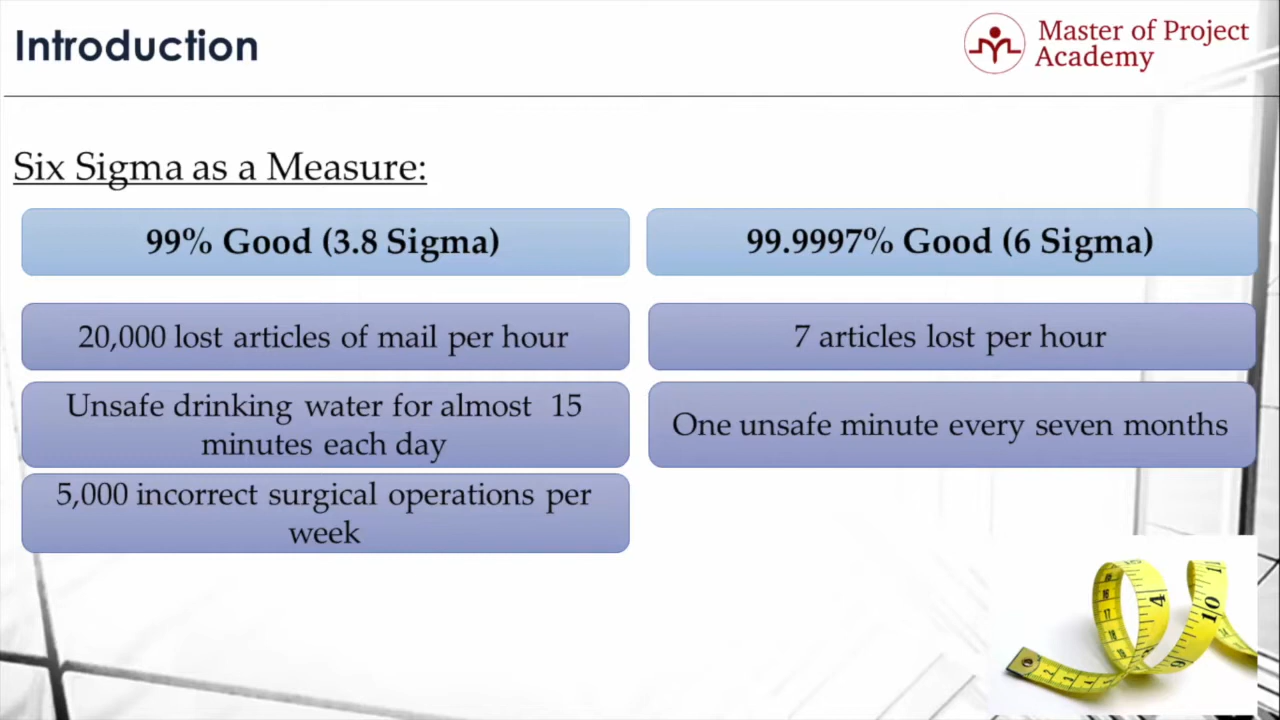 Introduction
Master of Project
Academy
Six Sigma as a Measure:
99% Good (3.8 Sigma)
99.9997% Good (6 Sigma)
20,000 lost articles of mail per hour
7 articles lost per hour
Unsafe drinking water for almost 15
minutes each day
One unsafe minute every seven months
5,000 incorrect surgical operations per
week